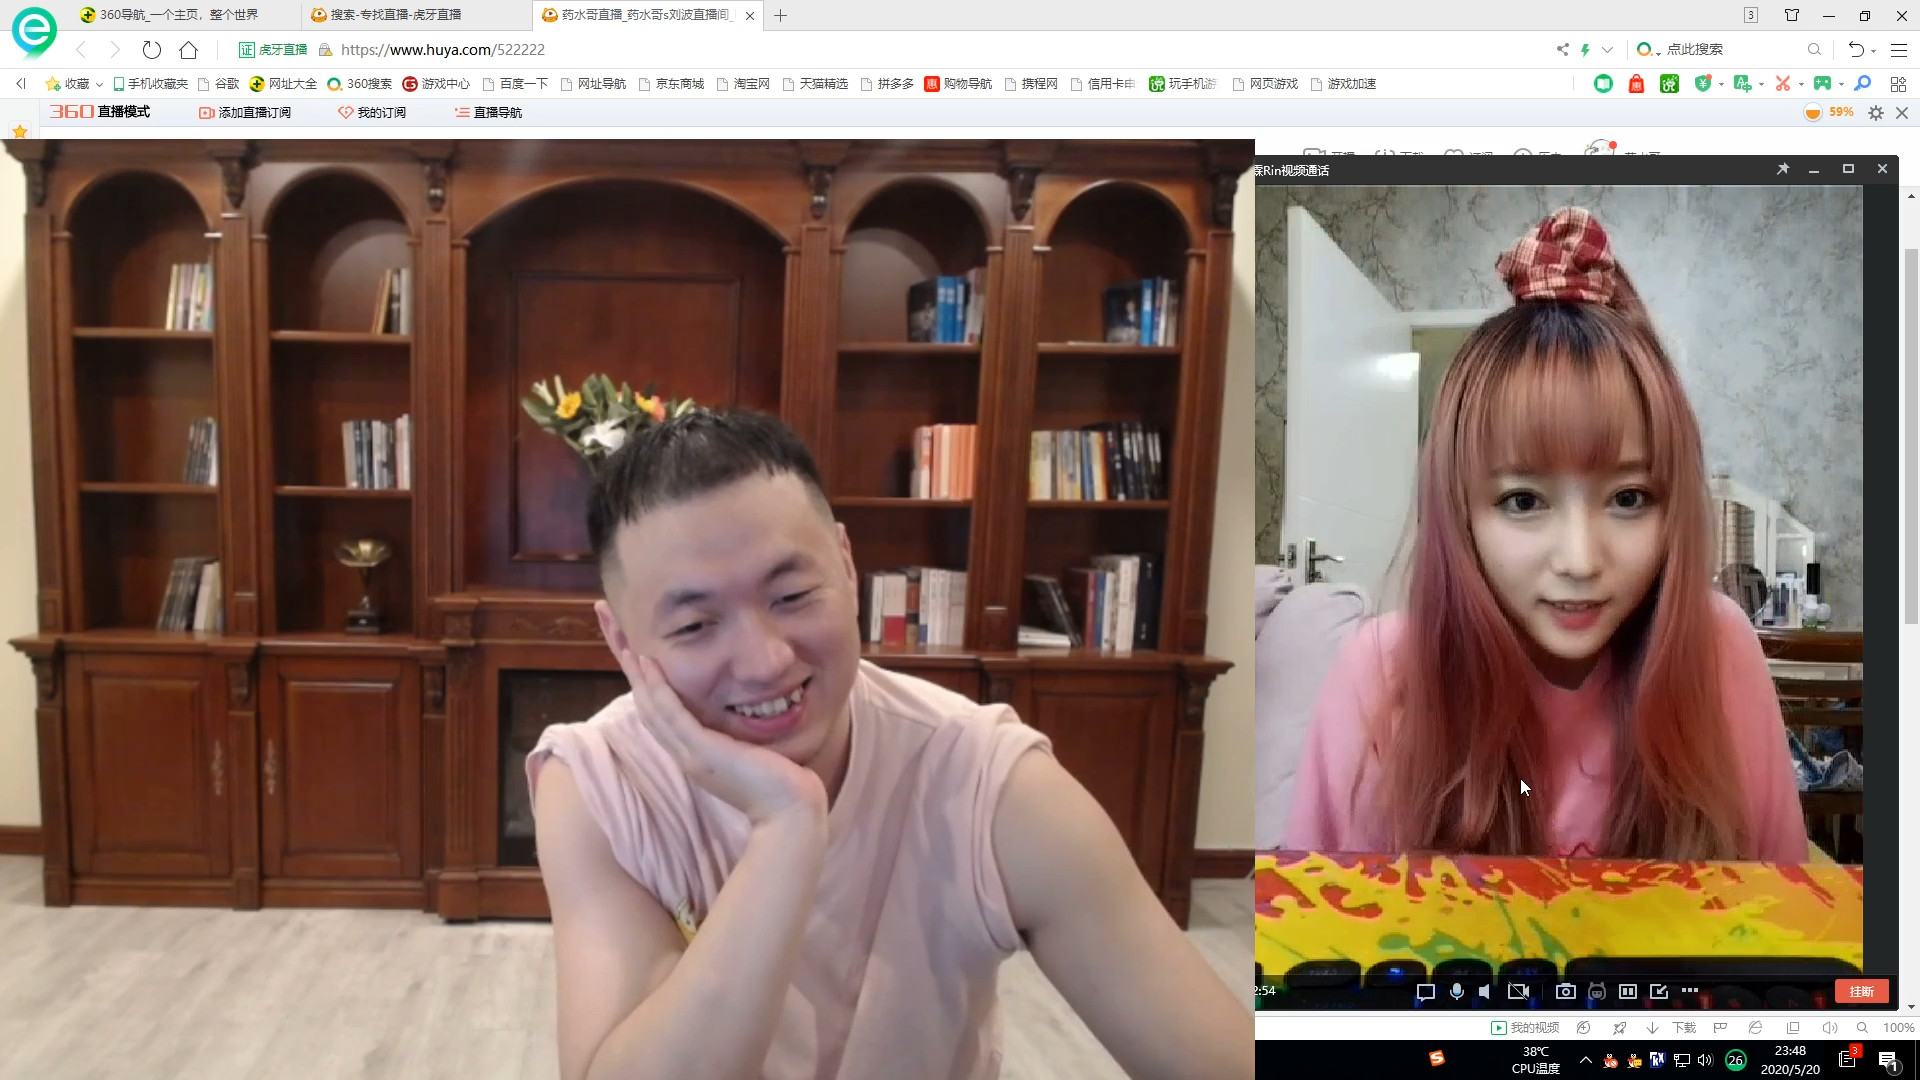 360导航_一个主页，整个世界
搜索-专找直播-虎牙直播
药水哥直播_药水哥s刘波直播间_
3
证 虎牙直播
https://www.huya.com/522222
点此搜索
收藏
手机收藏夹
谷歌
网址大全
360搜索
游戏中心
百度一下
网址导航
京东商城
淘宝网
天猫精选
拼多多
惠 购物导航
携程网
信用卡申
玩手机游
网页游戏
游戏加速
360直播模式
添加直播订阅
我的订阅
直播导航
59%
Rin视频通话
2:54
挂断
我的视频
下载
100%
38℃
CPU温度
26
23:48
2020/5/20
3
1